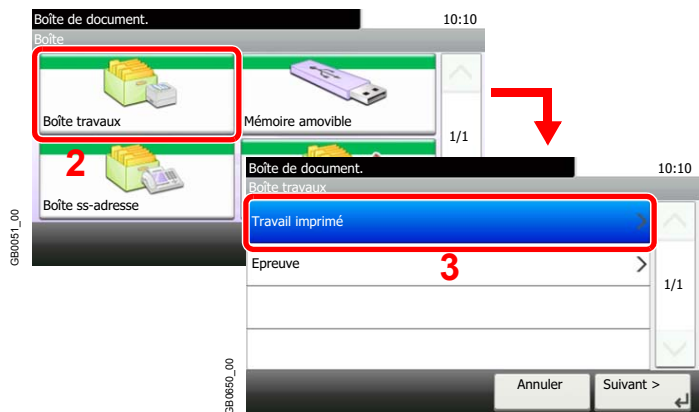 Boîte de document.
10:10
Boîte
Boîte travaux
Mémoire amovible
1/1
2
Boîte ss-adresse
GB0051_00
Boîte de document.
10:10
Boîte travaux
Travail imprimé
Epreuve
3
1/1
Annuler
Suivant >
GB0650_00